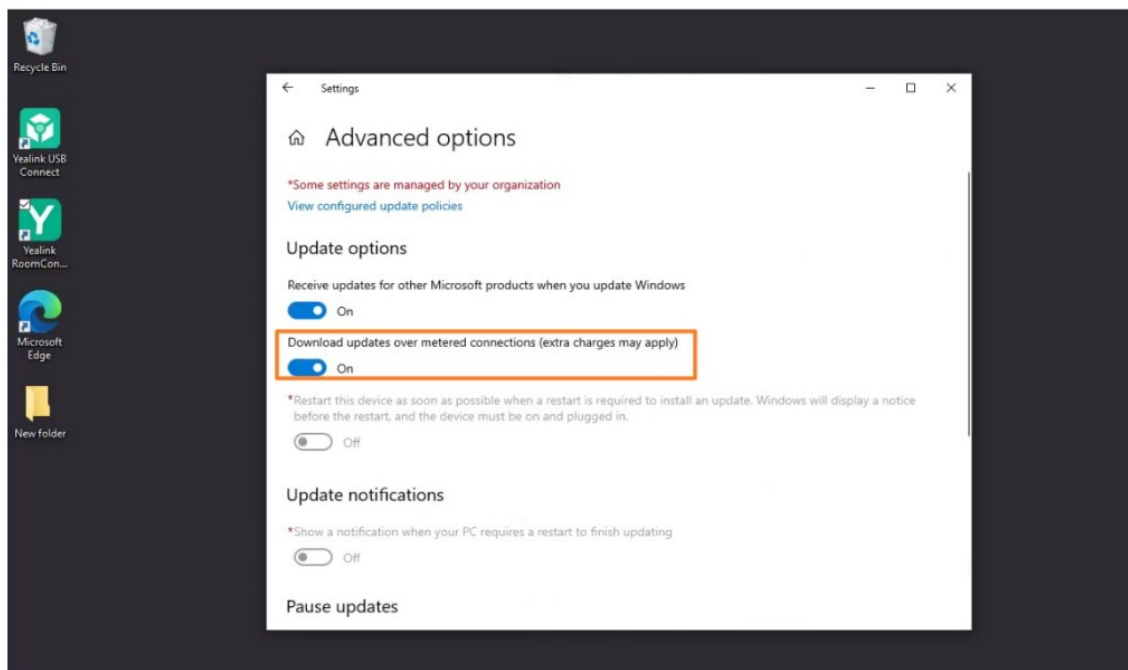 Recycle Bin
Yealink USB
Connect
Yealink
RoomCon...
Microsoft
Edge
New folder
Settings
Advanced options
*Some settings are managed by your organization
View configured update policies
Update options
Receive updates for other Microsoft products when you update Windows
On
Download updates over metered connections (extra charges may apply)
On
*Restart this device as soon as possible when a restart is required to install an update. Windows will display a notice
before the restart, and the device must be on and plugged in.
Off
Update notifications
*Show a notification when your PC requires a restart to finish updating
Off
Pause updates